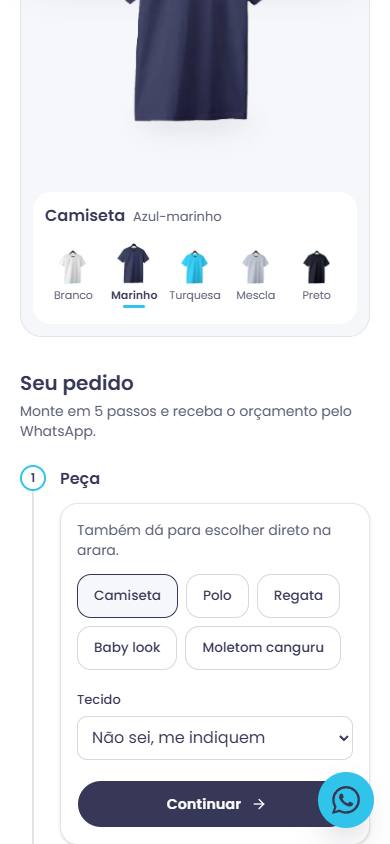 Camiseta Azul-marinho
Branco Marinho Turquesa Mescla Preto
Seu pedido
Monte em 5 passos e receba o orçamento pelo
WhatsApp.
1 Peça
Também dá para escolher direto na
arara.
Camiseta Polo Regata
Baby look Moletom canguru
Tecido
Não sei, me indiquem
Continuar →